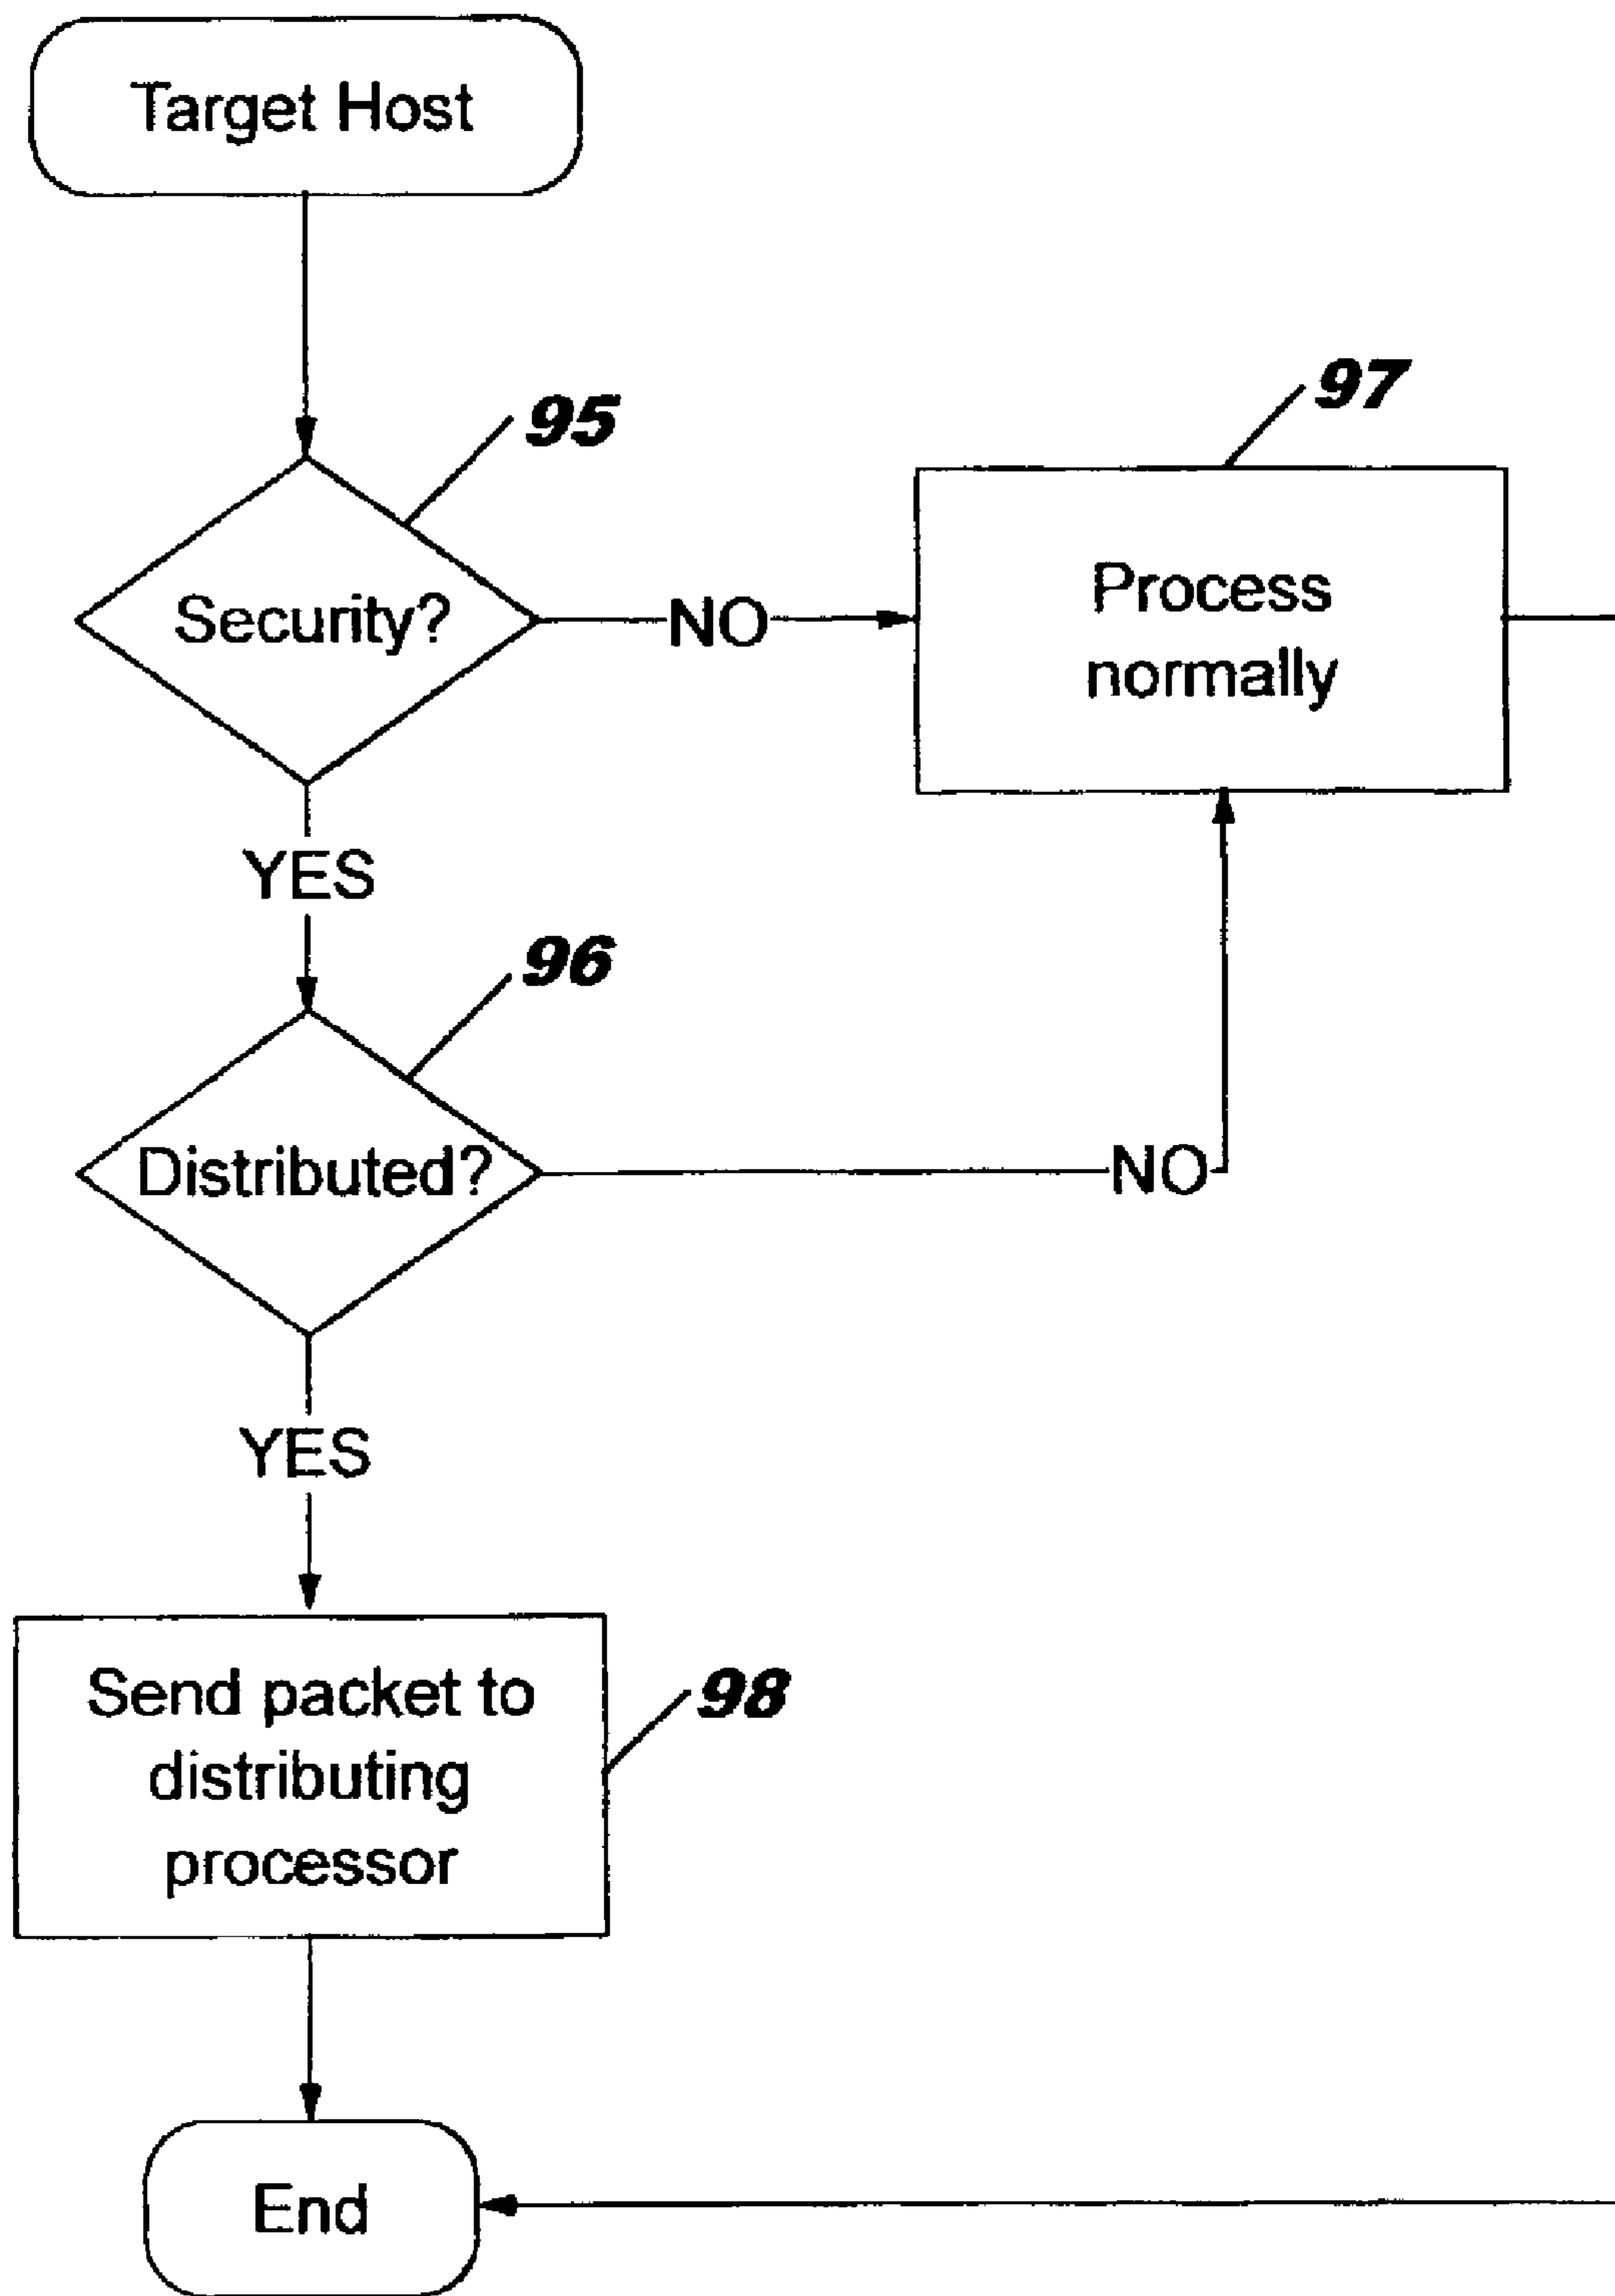 Target Host
95
Security?
NO
97
Process
normally
YES
96
Distributed?
NO
YES
Send packet to
distributing
processor
98
End